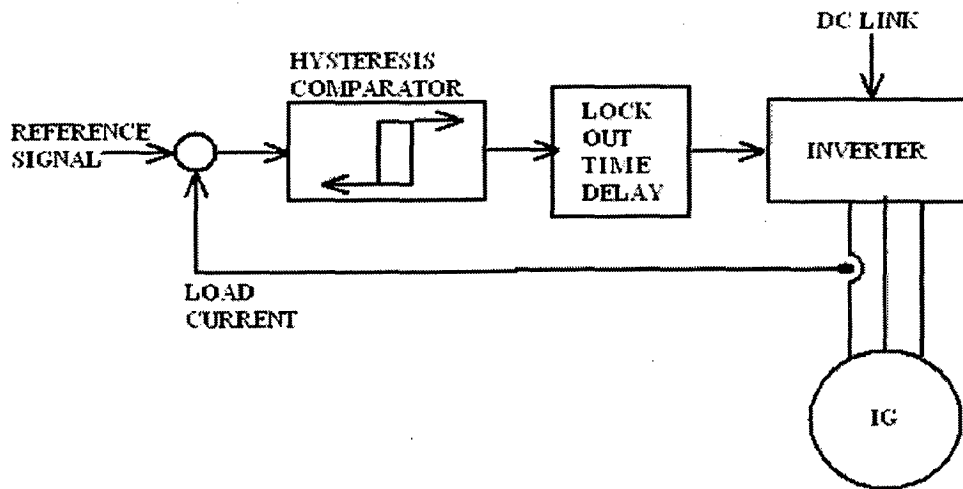 DC LINK
HYSTERESIS
COMPARATOR
REFERENCE
SIGNAL
LOCK
OUT
TIME
DELAY
INVERTER
LOAD
CURRENT
IG